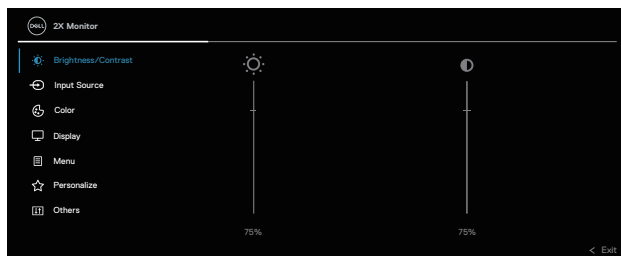 DELL 2X Monitor
Brightness/Contrast
Input Source
Color
Display
Menu
Personalize
Others
75% 75%
< Exit